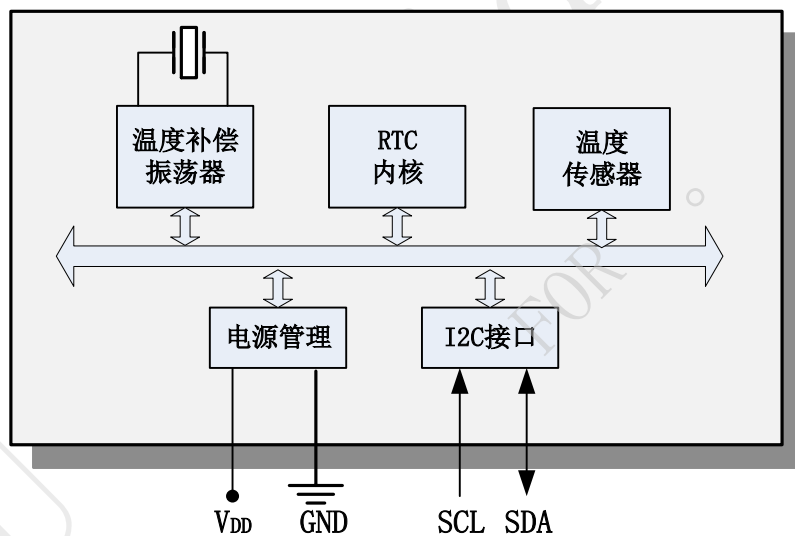 温度补偿
振荡器
RTC
内核
温度
传感器
电源管理
I2C接口
FOR
VDD
GND
SCL
SDA